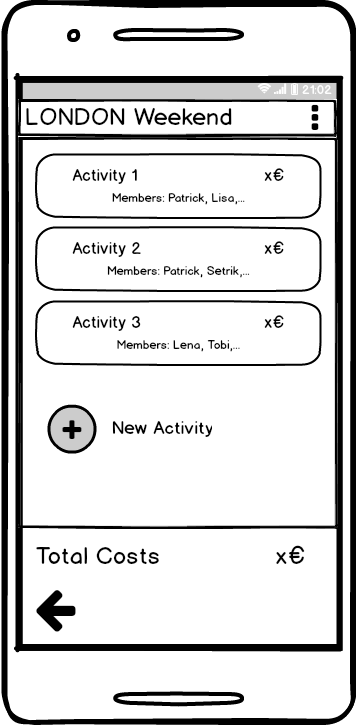 21:02
LONDON Weekend
Activity 1 x€
Members: Patrick, Lisa,...
Activity 2 x€
Members: Patrick, Setrik,...
Activity 3 x€
Members: Lena, Tobi,...
New Activity
Total Costs x€